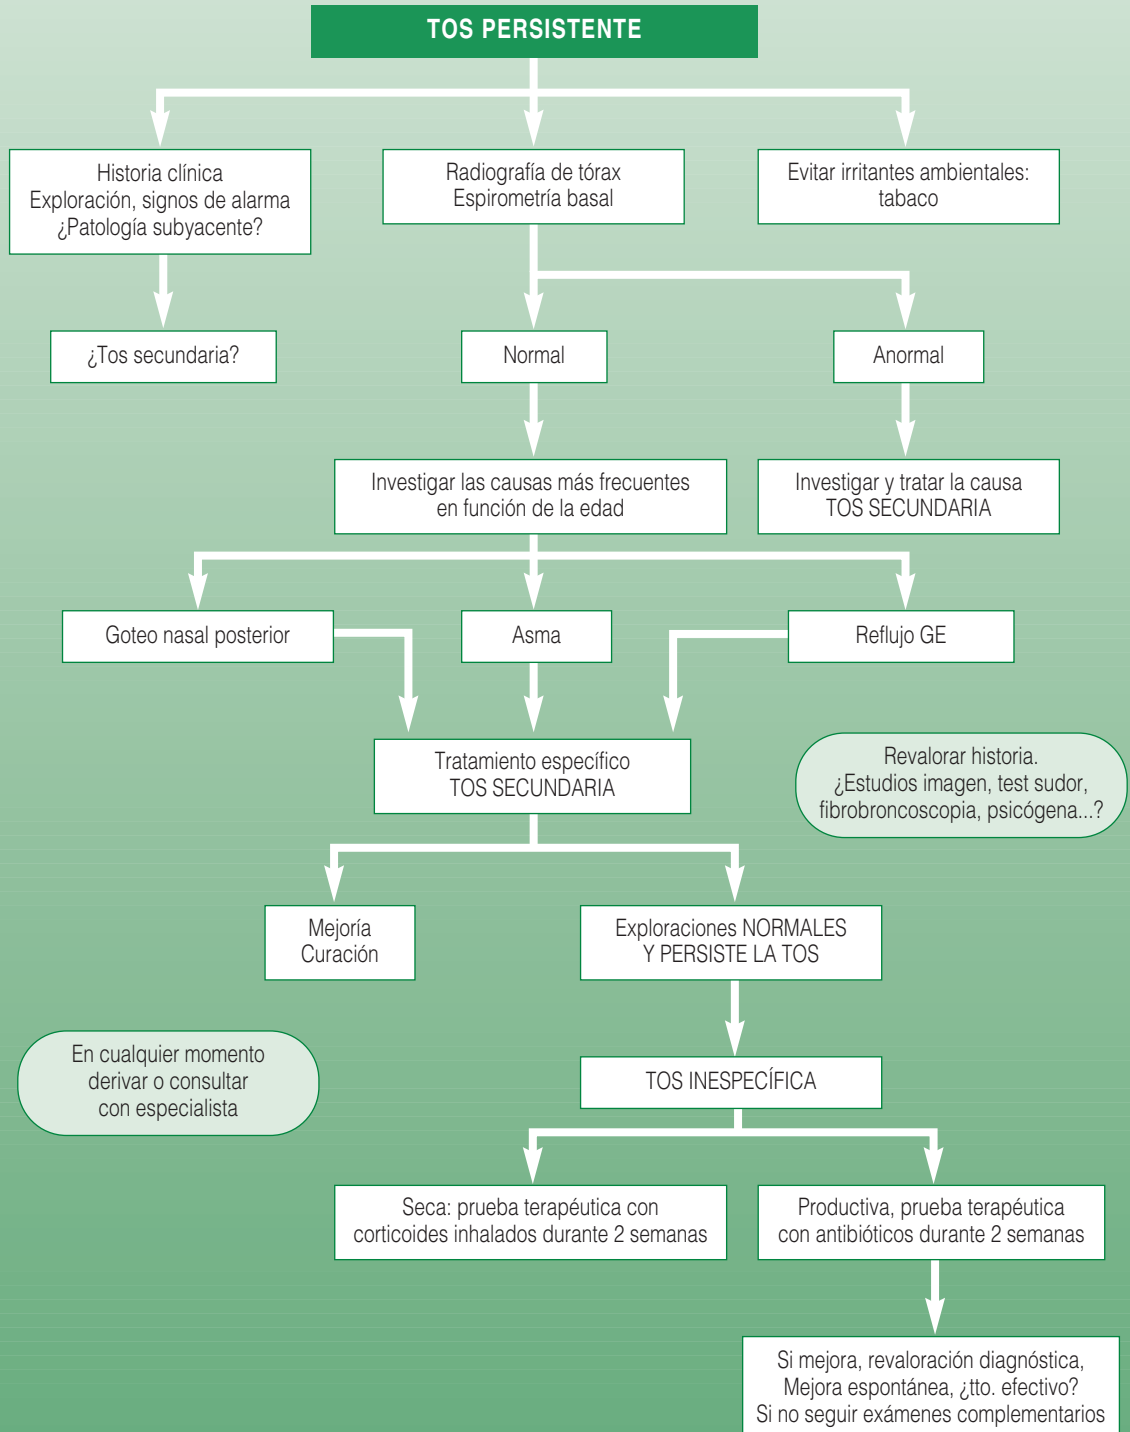 TOS PERSISTENTE
Historia clínica
Exploración, signos de alarma
¿Patología subyacente?
Radiografía de tórax
Espirometría basal
Evitar irritantes ambientales:
tabaco
¿Tos secundaria?
Normal
Anormal
Investigar las causas más frecuentes
en función de la edad
Investigar y tratar la causa
TOS SECUNDARIA
Goteo nasal posterior
Asma
Reflujo GE
Tratamiento específico
TOS SECUNDARIA
Revalorar historia.
¿Estudios imagen, test sudor,
fibrobroncoscopia, psicógena...?
Mejoría
Curación
Exploraciones NORMALES
Y PERSISTE LA TOS
En cualquier momento
derivar o consultar
con especialista
TOS INESPECÍFICA
Seca: prueba terapéutica con
corticoides inhalados durante 2 semanas
Productiva, prueba terapéutica
con antibióticos durante 2 semanas
Si mejora, revaloración diagnóstica,
Mejora espontánea, ¿tto. efectivo?
Si no seguir exámenes complementarios